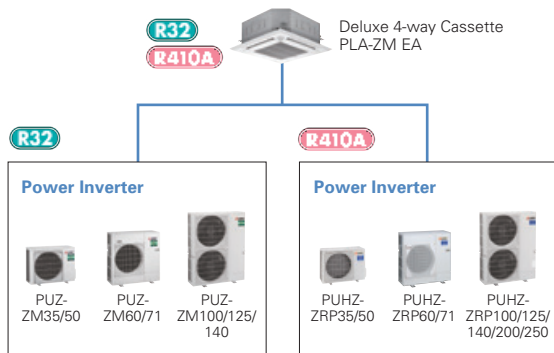 R32
R410A
Deluxe 4-way Cassette
PLA-ZM EA
R32
R410A
Power Inverter
PUZ-
ZM35/50
PUZ-
ZM60/71
PUZ-
ZM100/125/
140
Power Inverter
PUHZ-
ZRP35/50
PUHZ-
ZRP60/71
PUHZ-
ZRP100/125/
140/200/250